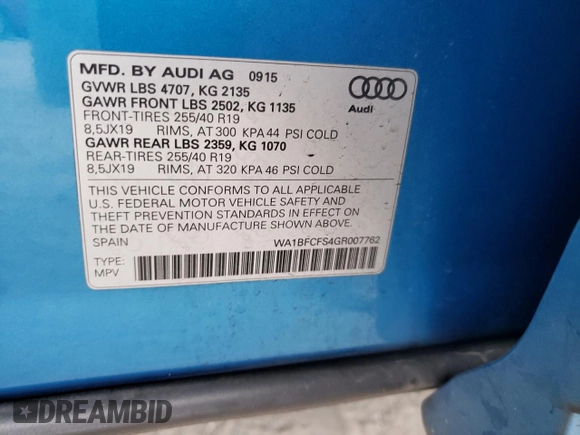 MFD. BY AUDI AG 0915
GVWR LBS 4707, KG 2135
GAWR FRONT LBS 2502, KG 1135
FRONT-TIRES 255/40 R19
8,5JX19 RIMS, AT 300 KPA 44 PSI COLD
GAWR REAR LBS 2359, KG 1070
REAR-TIRES 255/40 R19
8,5JX19 RIMS, AT 320 KPA 46 PSI COLD
Audi
THIS VEHICLE CONFORMS TO ALL APPLICABLE
U.S. FEDERAL MOTOR VEHICLE SAFETY AND
THEFT PREVENTION STANDARDS IN EFFECT ON
THE DATE OF MANUFACTURE SHOWN ABOVE.
SPAIN WA1BFCFS4GR007762
TYPE:
MPV
DREAMBID